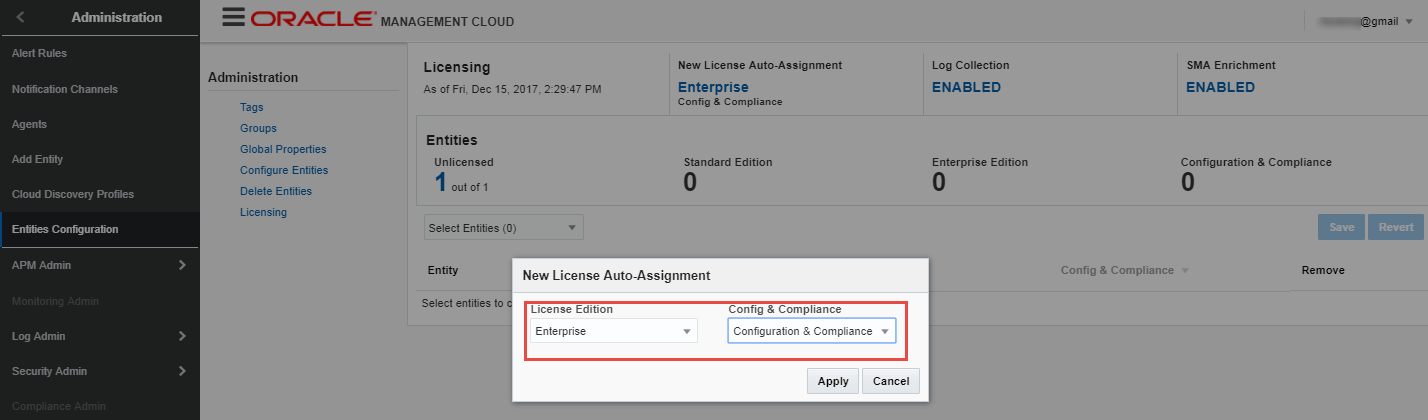 Administration
Alert Rules
Notification Channels
Agents
Add Entity
Cloud Discovery Profiles
Entities Configuration
APM Admin
Monitoring Admin
Log Admin
Security Admin
Compliance Admin
ORACLE MANAGEMENT CLOUD
@gmail
Administration
Tags
Groups
Global Properties
Configure Entities
Delete Entities
Licensing
Licensing
As of Fri, Dec 15, 2017, 2:29:47 PM
New License Auto-Assignment
Enterprise
Config & Compliance
Log Collection
ENABLED
SMA Enrichment
ENABLED
Entities
Unlicensed
1 out of 1
Standard Edition
0
Enterprise Edition
0
Configuration & Compliance
0
Select Entities (0)
Save Revert
Entity Config & Compliance Remove
Select entities to c
New License Auto-Assignment
License Edition
Enterprise
Config & Compliance
Configuration & Compliance
Apply Cancel